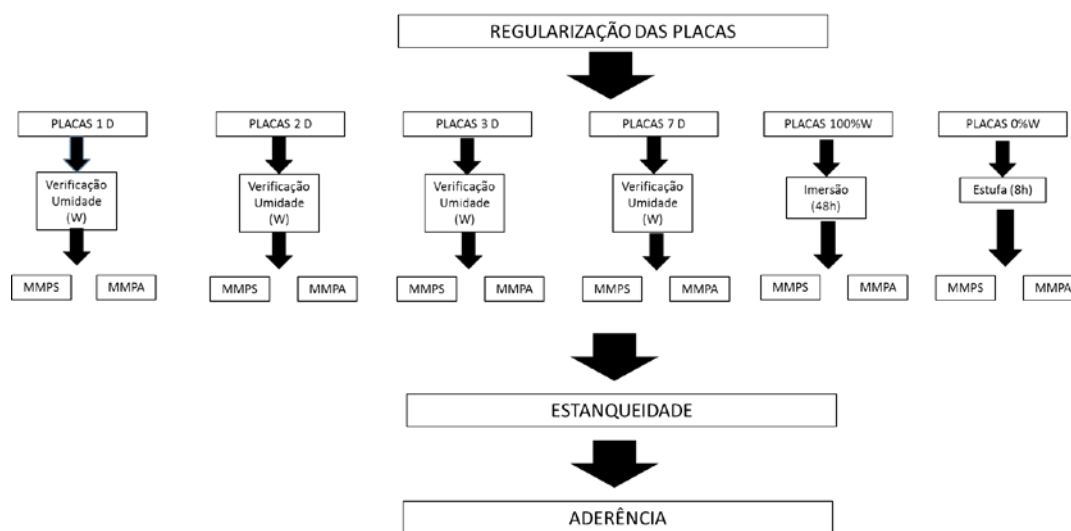 REGULARIZAÇÃO DAS PLACAS
PLACAS 1 D
PLACAS 2 D
PLACAS 3 D
PLACAS 7 D
PLACAS 100%W
PLACAS 0%W
Verificação
Umidade
(W)
Verificação
Umidade
(W)
Verificação
Umidade
(W)
Verificação
Umidade
(W)
Imersão
(48h)
Estufa (8h)
MMPS
MMPA
MMPS
MMPA
MMPS
MMPA
MMPS
MMPA
MMPS
MMPA
MMPS
MMPA
ESTANQUEIDADE
ADERÊNCIA